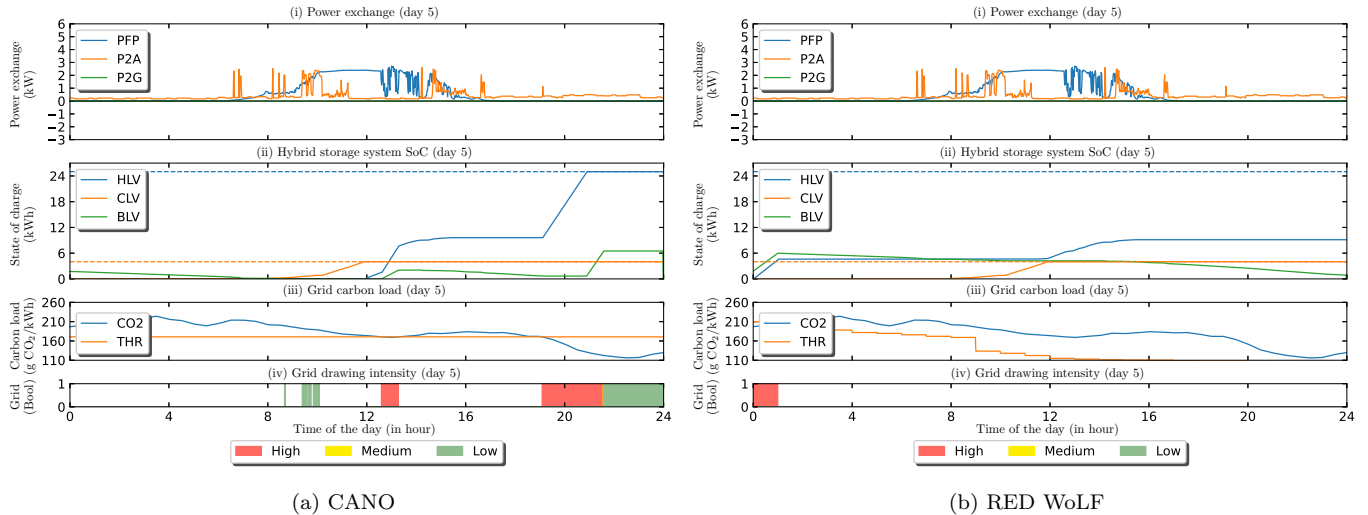 (i) Power exchange (day 5)
Power exchange
(kW)
6
5
4
3
2
1
0
−1
−2
−3
PFP
P2A
P2G
(ii) Hybrid storage system SoC (day 5)
State of charge
(kWh)
24
18
12
6
0
HLV
CLV
BLV
(iii) Grid carbon load (day 5)
Carbon load
(g CO₂/kWh)
260
210
160
110
CO2
THR
(iv) Grid drawing intensity (day 5)
Grid
(Bool)
1
0
0 4 8 12 16 20 24
Time of the day (in hour)
High Medium Low
(a) CANO
(i) Power exchange (day 5)
Power exchange
(kW)
6
5
4
3
2
1
0
−1
−2
−3
PFP
P2A
P2G
(ii) Hybrid storage system SoC (day 5)
State of charge
(kWh)
24
18
12
6
0
HLV
CLV
BLV
(iii) Grid carbon load (day 5)
Carbon load
(g CO₂/kWh)
260
210
160
110
CO2
THR
(iv) Grid drawing intensity (day 5)
Grid
(Bool)
1
0
0 4 8 12 16 20 24
Time of the day (in hour)
High Medium Low
(b) RED WoLF